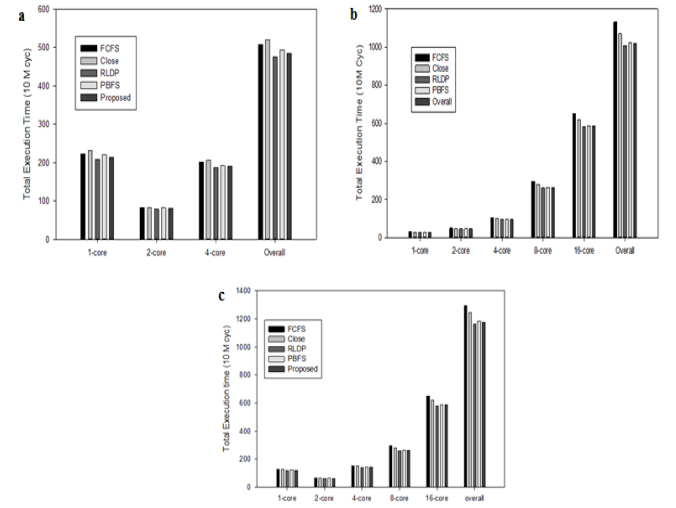 a
600
500
400
300
200
100
0
Total Execution Time (10 M cyc)
FCFS
Close
RLDP
PBFS
Proposed
1-core 2-core 4-core Overall
b
1200
1000
800
600
400
200
0
Total Execution Time (10M Cyc)
FCFS
Close
RLDP
PBFS
Overall
1-core 2-core 4-core 8-core 16-core Overall
c
1400
1200
1000
800
600
400
200
0
Total Execution time (10 M cyc)
FCFS
Close
RLDP
PBFS
Proposed
1-core 2-core 4-core 8-core 16-core overall